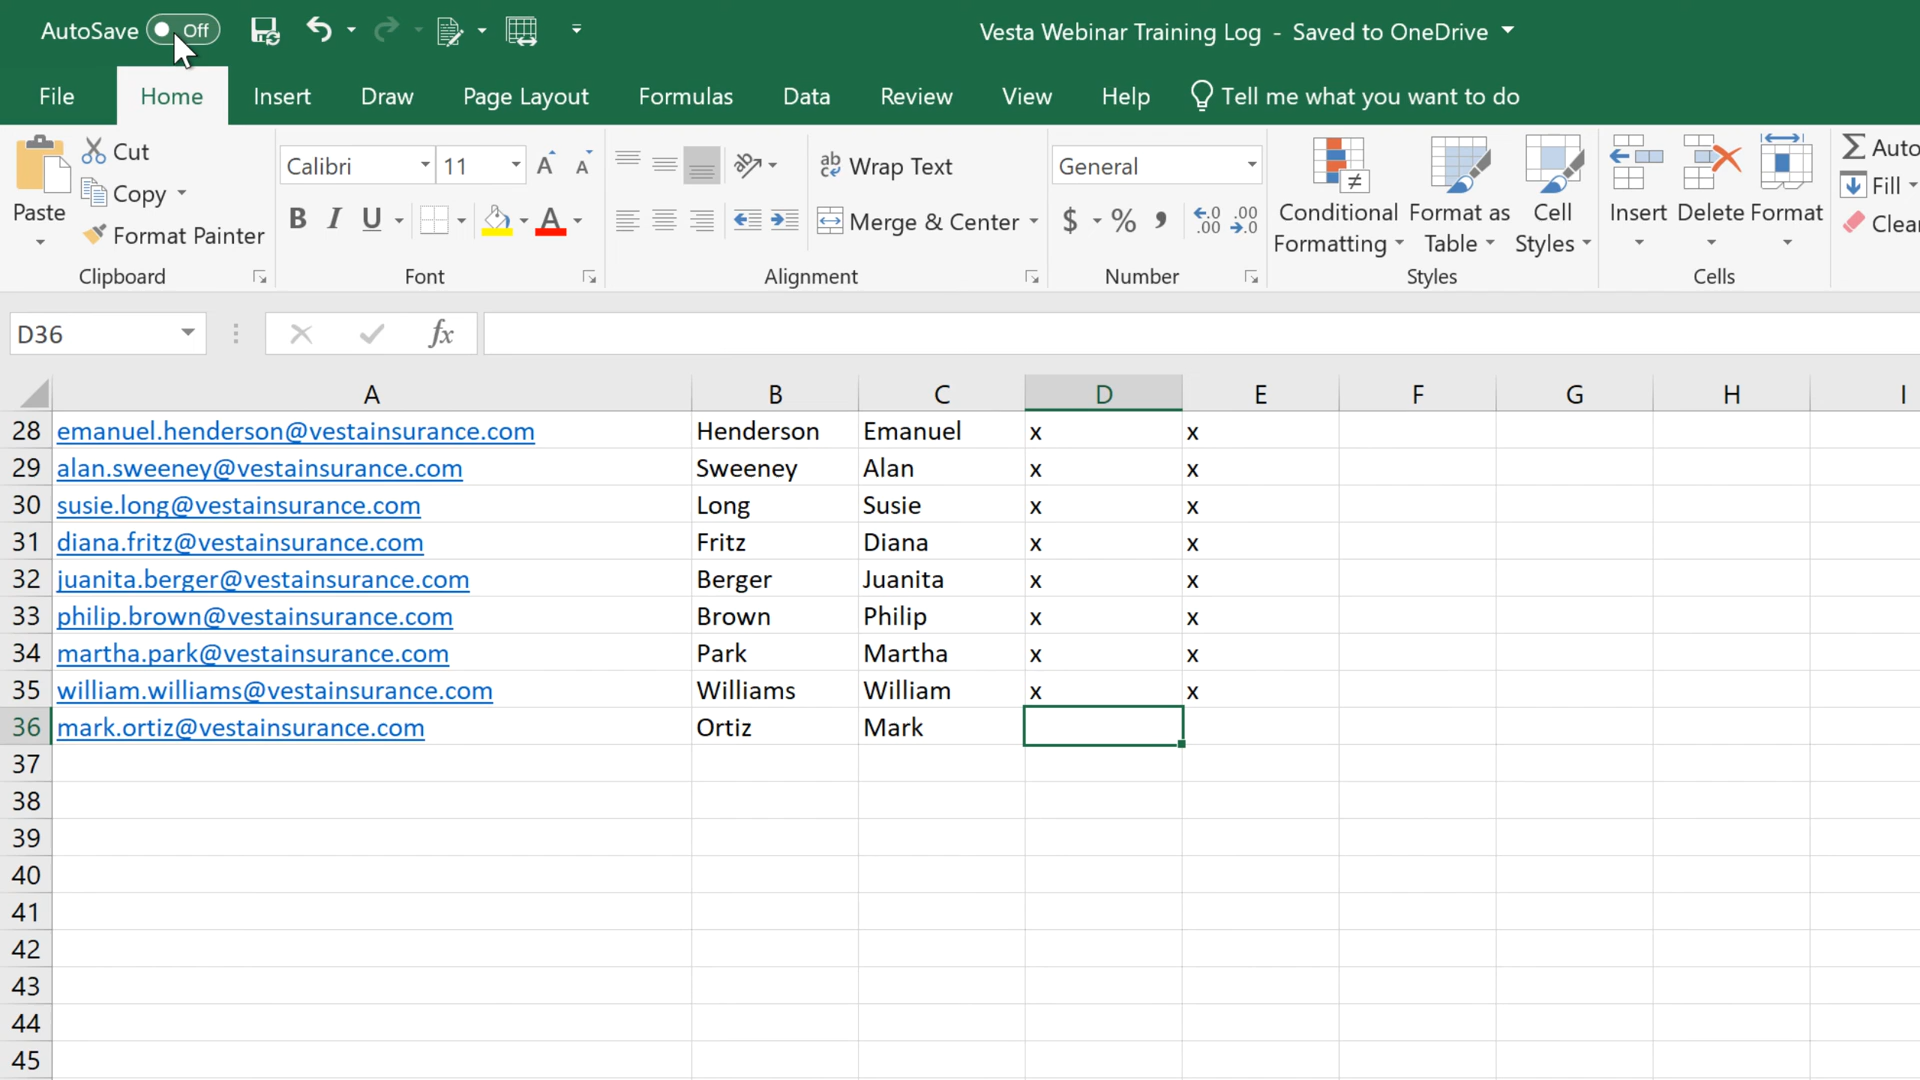 AutoSave Off Vesta Webinar Training Log - Saved to OneDrive
File Home Insert Draw Page Layout Formulas Data Review View Help Tell me what you want to do
Paste
Cut
Copy
Format Painter
Clipboard
Calibri 11
B I U A
Font
Wrap Text
Merge & Center
Alignment
General
$ % ,
Number
Conditional Formatting
Format as Table
Cell Styles
Styles
Insert Delete Format
Cells
Auto
Fill
Clea
D36 fx
A B C D E F G H I
28 emanuel.henderson@vestainsurance.com Henderson Emanuel x x
29 alan.sweeney@vestainsurance.com Sweeney Alan x x
30 susie.long@vestainsurance.com Long Susie x x
31 diana.fritz@vestainsurance.com Fritz Diana x x
32 juanita.berger@vestainsurance.com Berger Juanita x x
33 philip.brown@vestainsurance.com Brown Philip x x
34 martha.park@vestainsurance.com Park Martha x x
35 william.williams@vestainsurance.com Williams William x x
36 mark.ortiz@vestainsurance.com Ortiz Mark
37
38
39
40
41
42
43
44
45